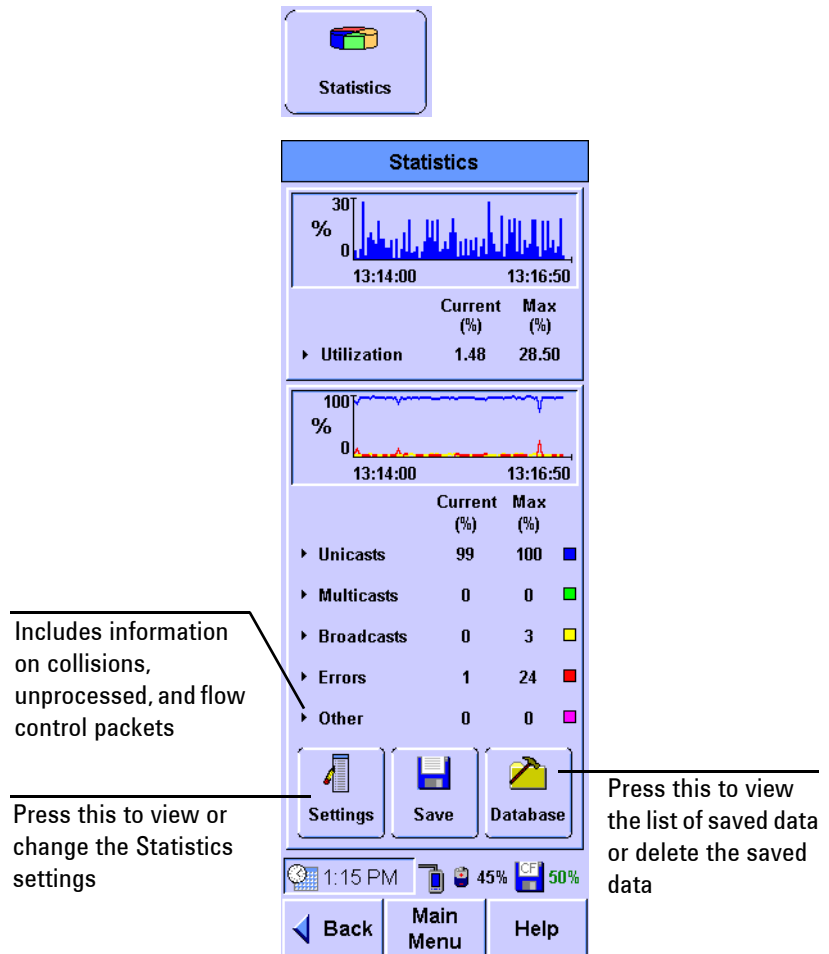 Statistics
Statistics
30
%
0
13:14:00 13:16:50
Current Max
(%) (%)
Utilization 1.48 28.50
100
%
0
13:14:00 13:16:50
Current Max
(%) (%)
Unicasts 99 100
Multicasts 0 0
Broadcasts 0 3
Errors 1 24
Other 0 0
Includes information
on collisions,
unprocessed, and flow
control packets
Settings Save Database
Press this to view or
change the Statistics
settings
Press this to view
the list of saved data
or delete the saved
data
1:15 PM 45% CF 50%
Back Main Menu Help